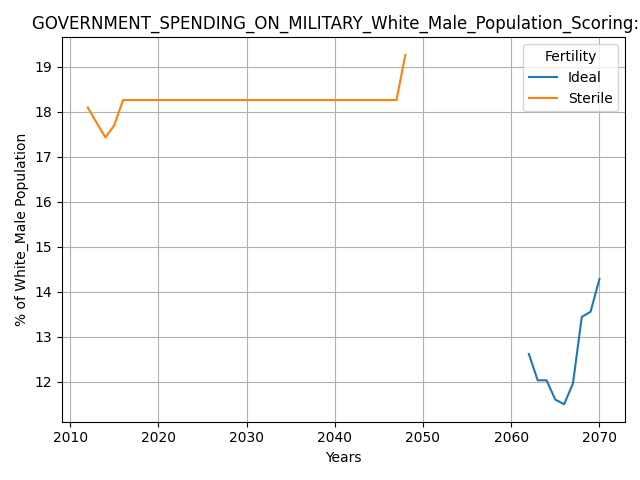 GOVERNMENT_SPENDING_ON_MILITARY_White_Male_Population_Scoring:
% of White_Male Population
19
18
17
16
15
14
13
12
Fertility
Ideal
Sterile
2010 2020 2030 2040 2050 2060 2070
Years